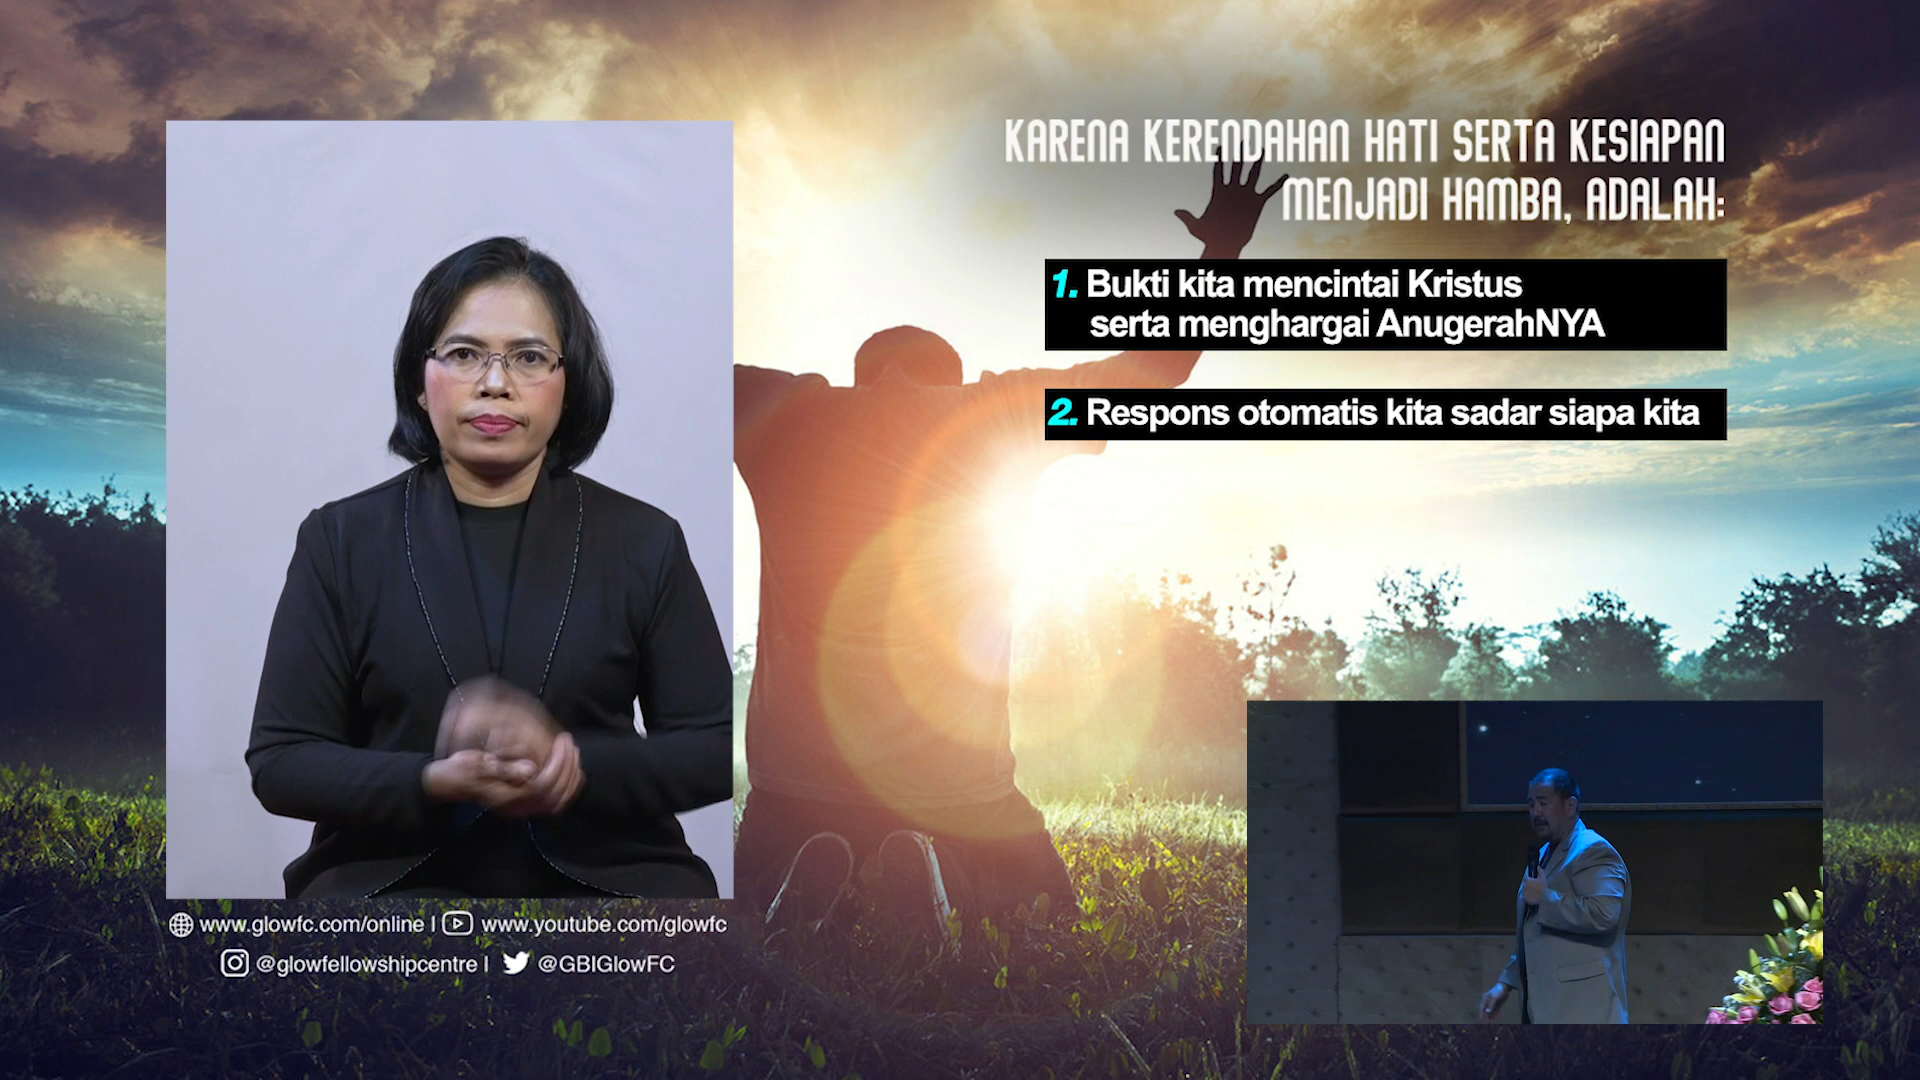 KARENA KERENDAHAN HATI SERTA KESIAPAN
MENJADI HAMBA, ADALAH:
1. Bukti kita mencintai Kristus
serta menghargai AnugerahNYA
2. Respons otomatis kita sadar siapa kita
www.glowfc.com/online | www.youtube.com/glowfc
@glowfellowshipcentre | @GBIGlowFC